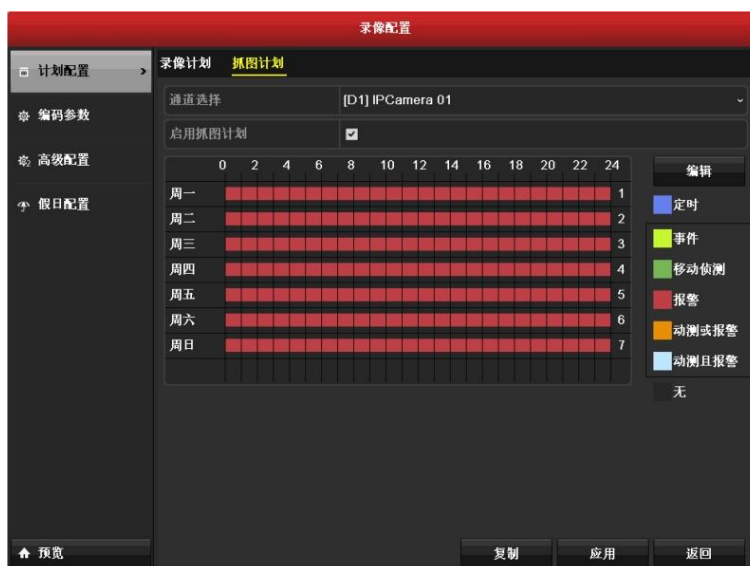 录像配置
计划配置
编码参数
高级配置
假日配置
预览
录像计划 抓图计划
通道选择 [D1] IPCamera 01
启用抓图计划
0 2 4 6 8 10 12 14 16 18 20 22 24
周一 1
周二 2
周三 3
周四 4
周五 5
周六 6
周日 7
编辑
定时
事件
移动侦测
报警
动测或报警
动测且报警
无
复制 应用 返回